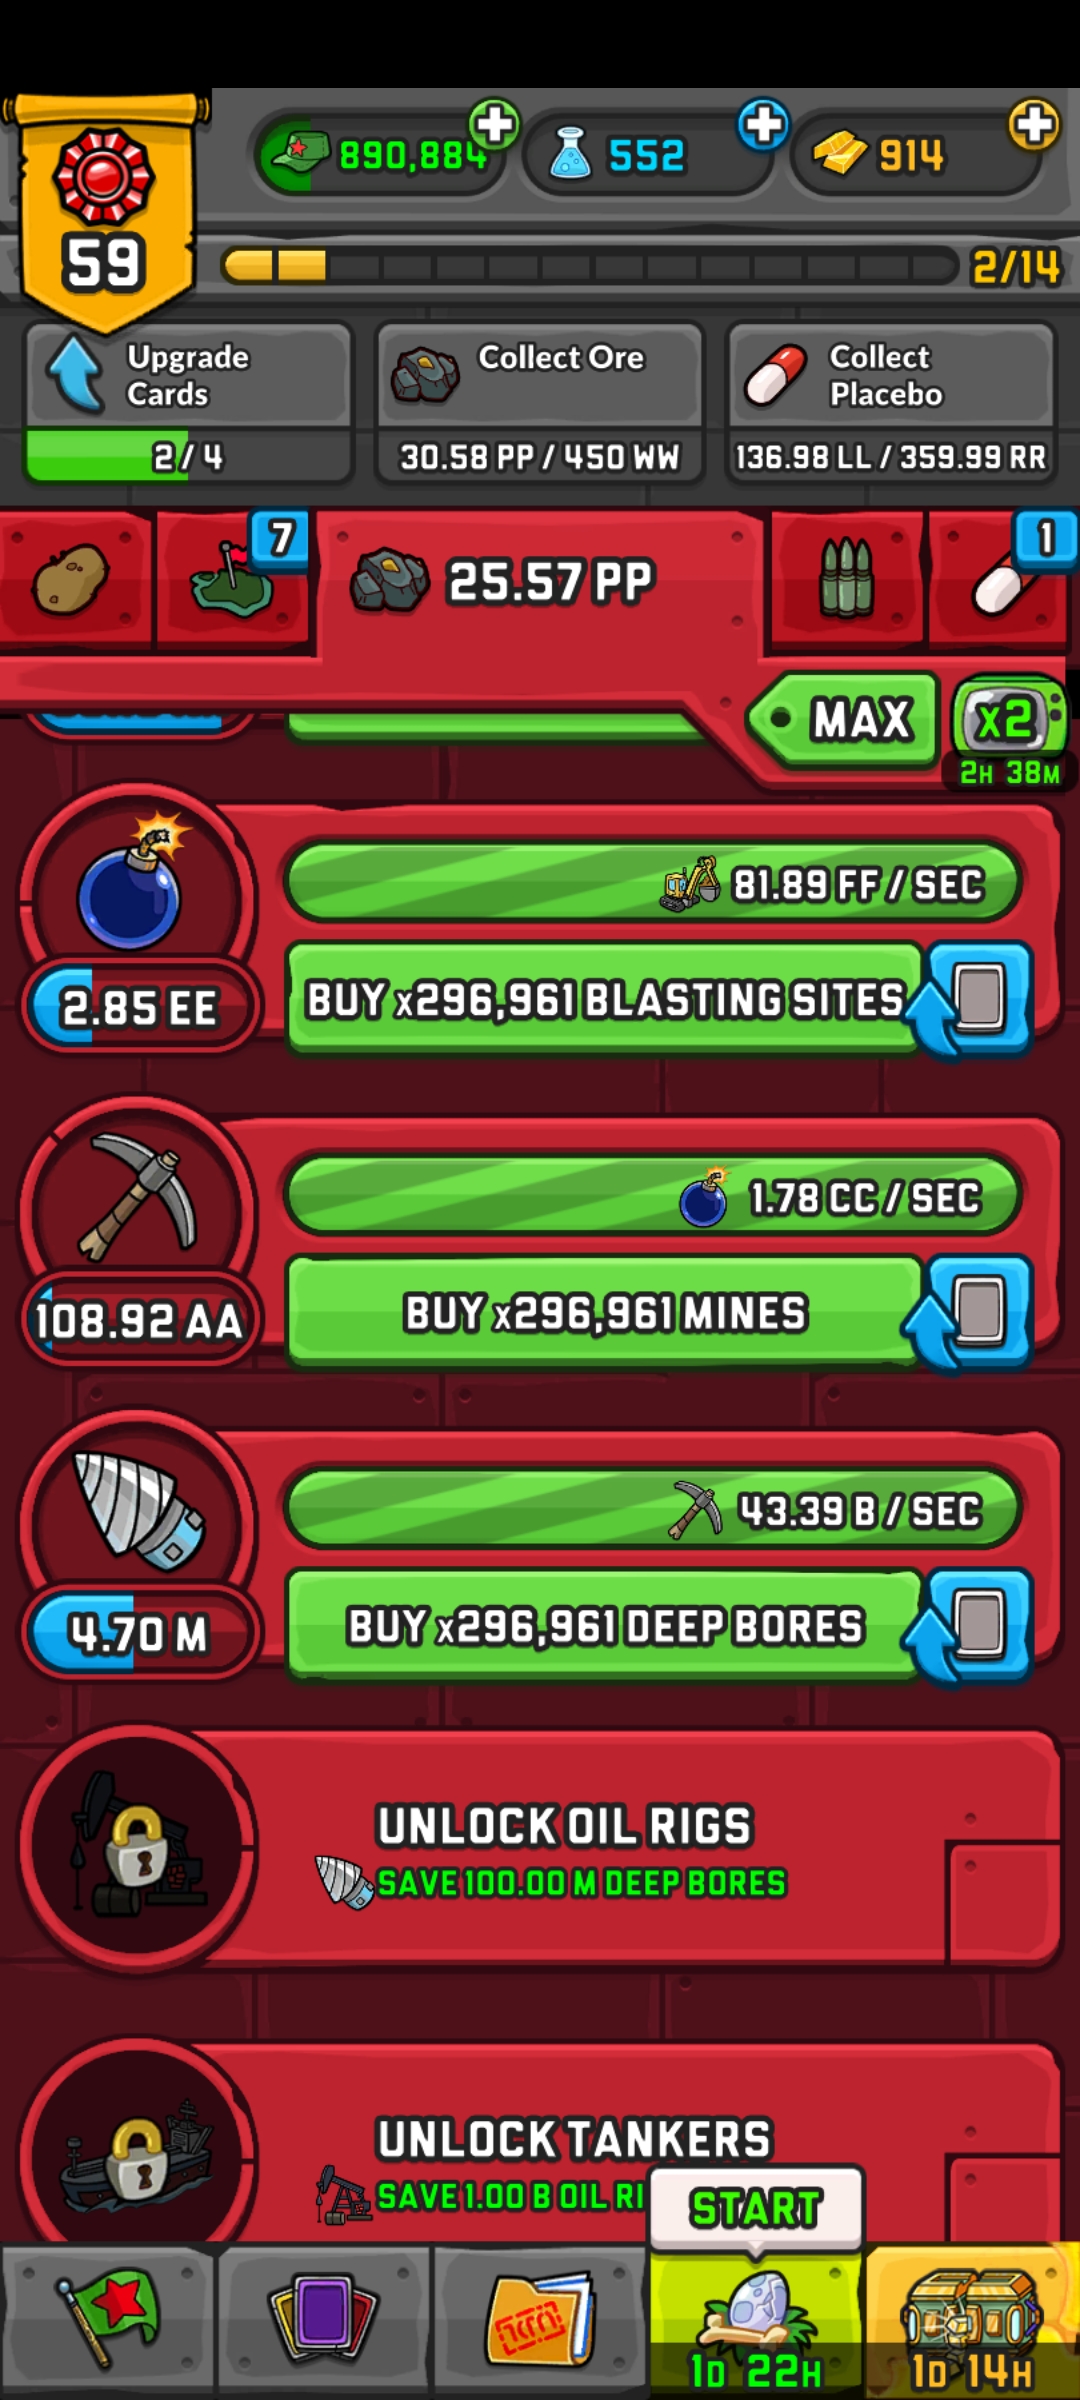 890,884
552
914
59
2/14
Upgrade
Cards
Collect Ore
Collect
Placebo
2 / 4
30.58 PP / 450 WW
136.98 LL / 359.99 RR
7
25.57 PP
1
MAX
x2
2H 38M
81.89 FF / SEC
2.85 EE
BUY x296,961 BLASTING SITES
1.78 CC / SEC
108.92 AA
BUY x296,961 MINES
43.39 B / SEC
4.70 M
BUY x296,961 DEEP BORES
UNLOCK OIL RIGS
SAVE 100.00 M DEEP BORES
UNLOCK TANKERS
SAVE 1.00 B OIL RI
START
1D 22H
1D 14H